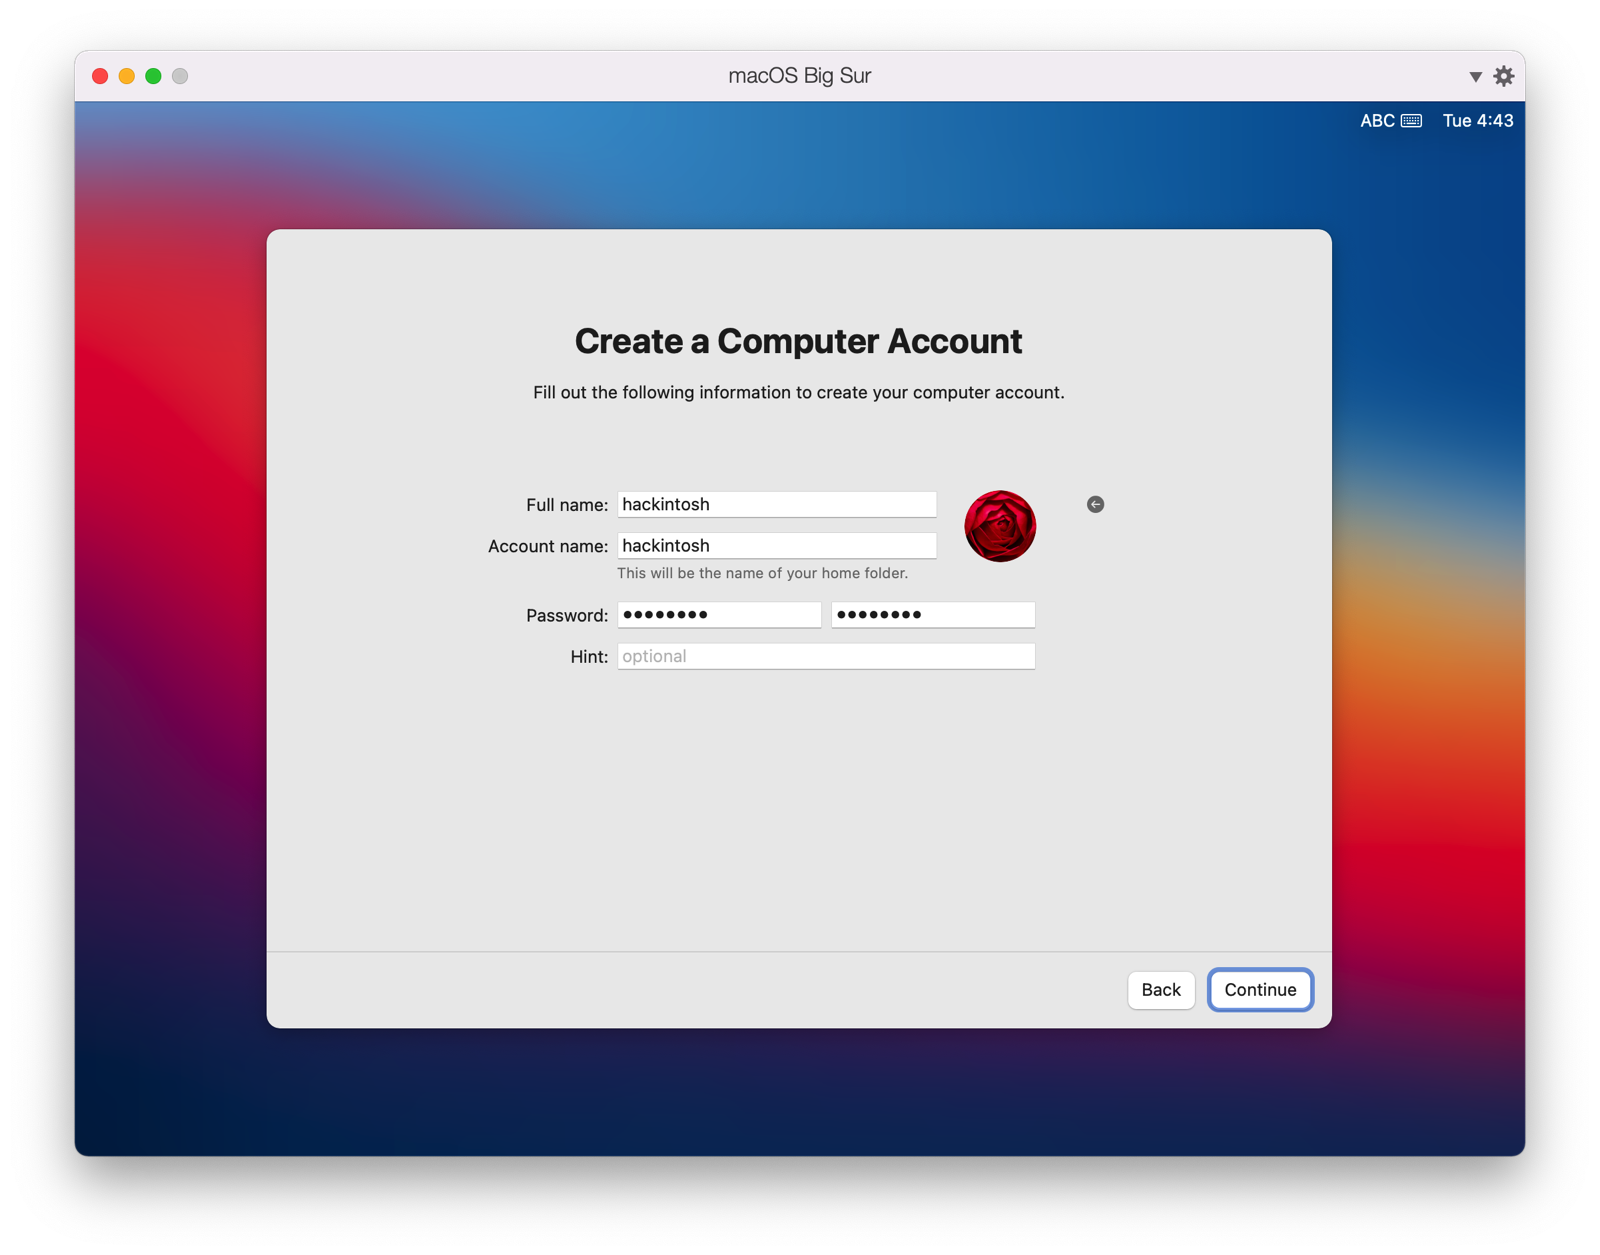 macOS Big Sur
ABC Tue 4:43
Create a Computer Account
Fill out the following information to create your computer account.
Full name: hackintosh
Account name: hackintosh
This will be the name of your home folder.
Password: ●●●●●●●● ●●●●●●●●
Hint: optional
Back Continue